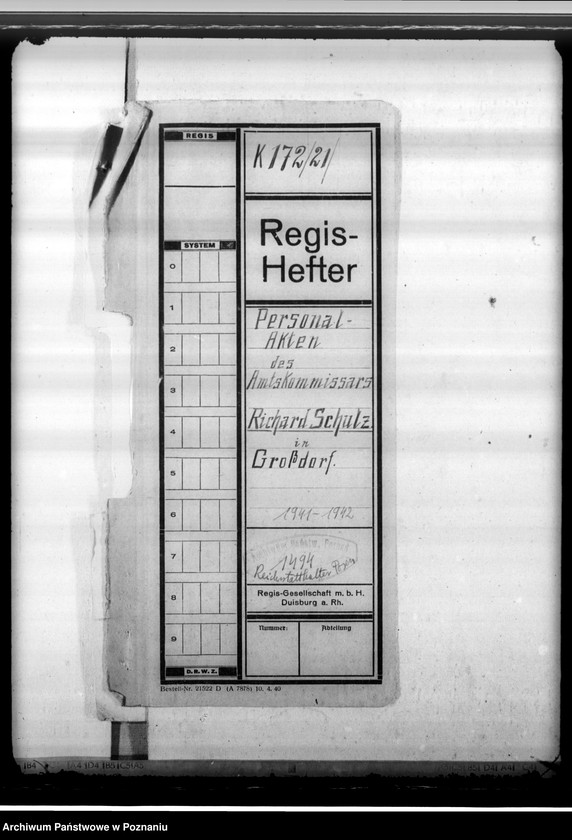 REGIS
K 172/21/
Regis-
Hefter
SYSTEM
0
1
2
3
4
5
6
7
8
9
Personal-
Akten
des
Amtskommissars
Richard Schulz
in
Großdorf.
1941-1942
1494
Reichsstatthalter
Regis-Gesellschaft m. b. H.
Duisburg a. Rh.
Nummer:
Abteilung
D.R.W.Z.
Bestell-Nr. 21522 D (A 7878) 10. 4. 40
Archiwum Państwowe w Poznaniu